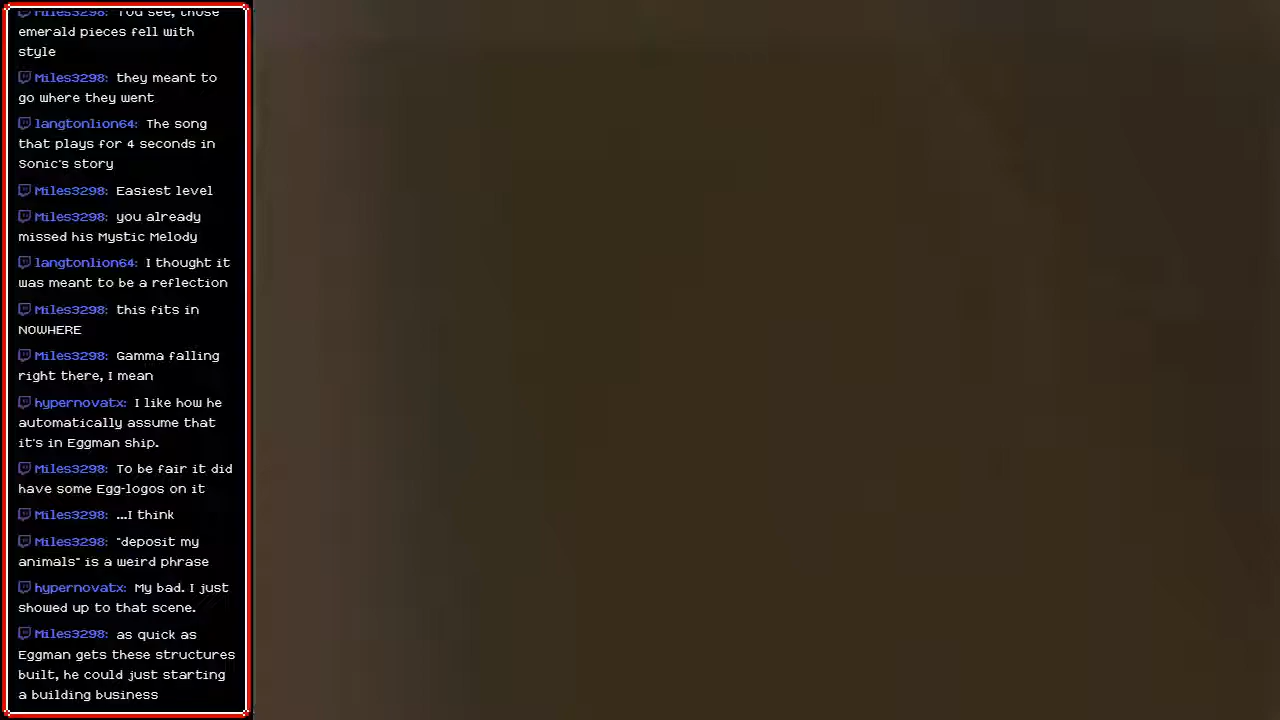 Miles3298: You see, those
emerald pieces fell with
style
Miles3298: they meant to
go where they went
langtonlion64: The song
that plays for 4 seconds in
Sonic's story
Miles3298: Easiest level
Miles3298: you already
missed his Mystic Melody
langtonlion64: I thought it
was meant to be a reflection
Miles3298: this fits in
NOWHERE
Miles3298: Gamma falling
right there, I mean
hypernovatx: I like how he
automatically assume that
it's in Eggman ship.
Miles3298: To be fair it did
have some Egg-logos on it
Miles3298: ...I think
Miles3298: "deposit my
animals" is a weird phrase
hypernovatx: My bad. I just
showed up to that scene.
Miles3298: as quick as
Eggman gets these structures
built, he could just starting
a building business